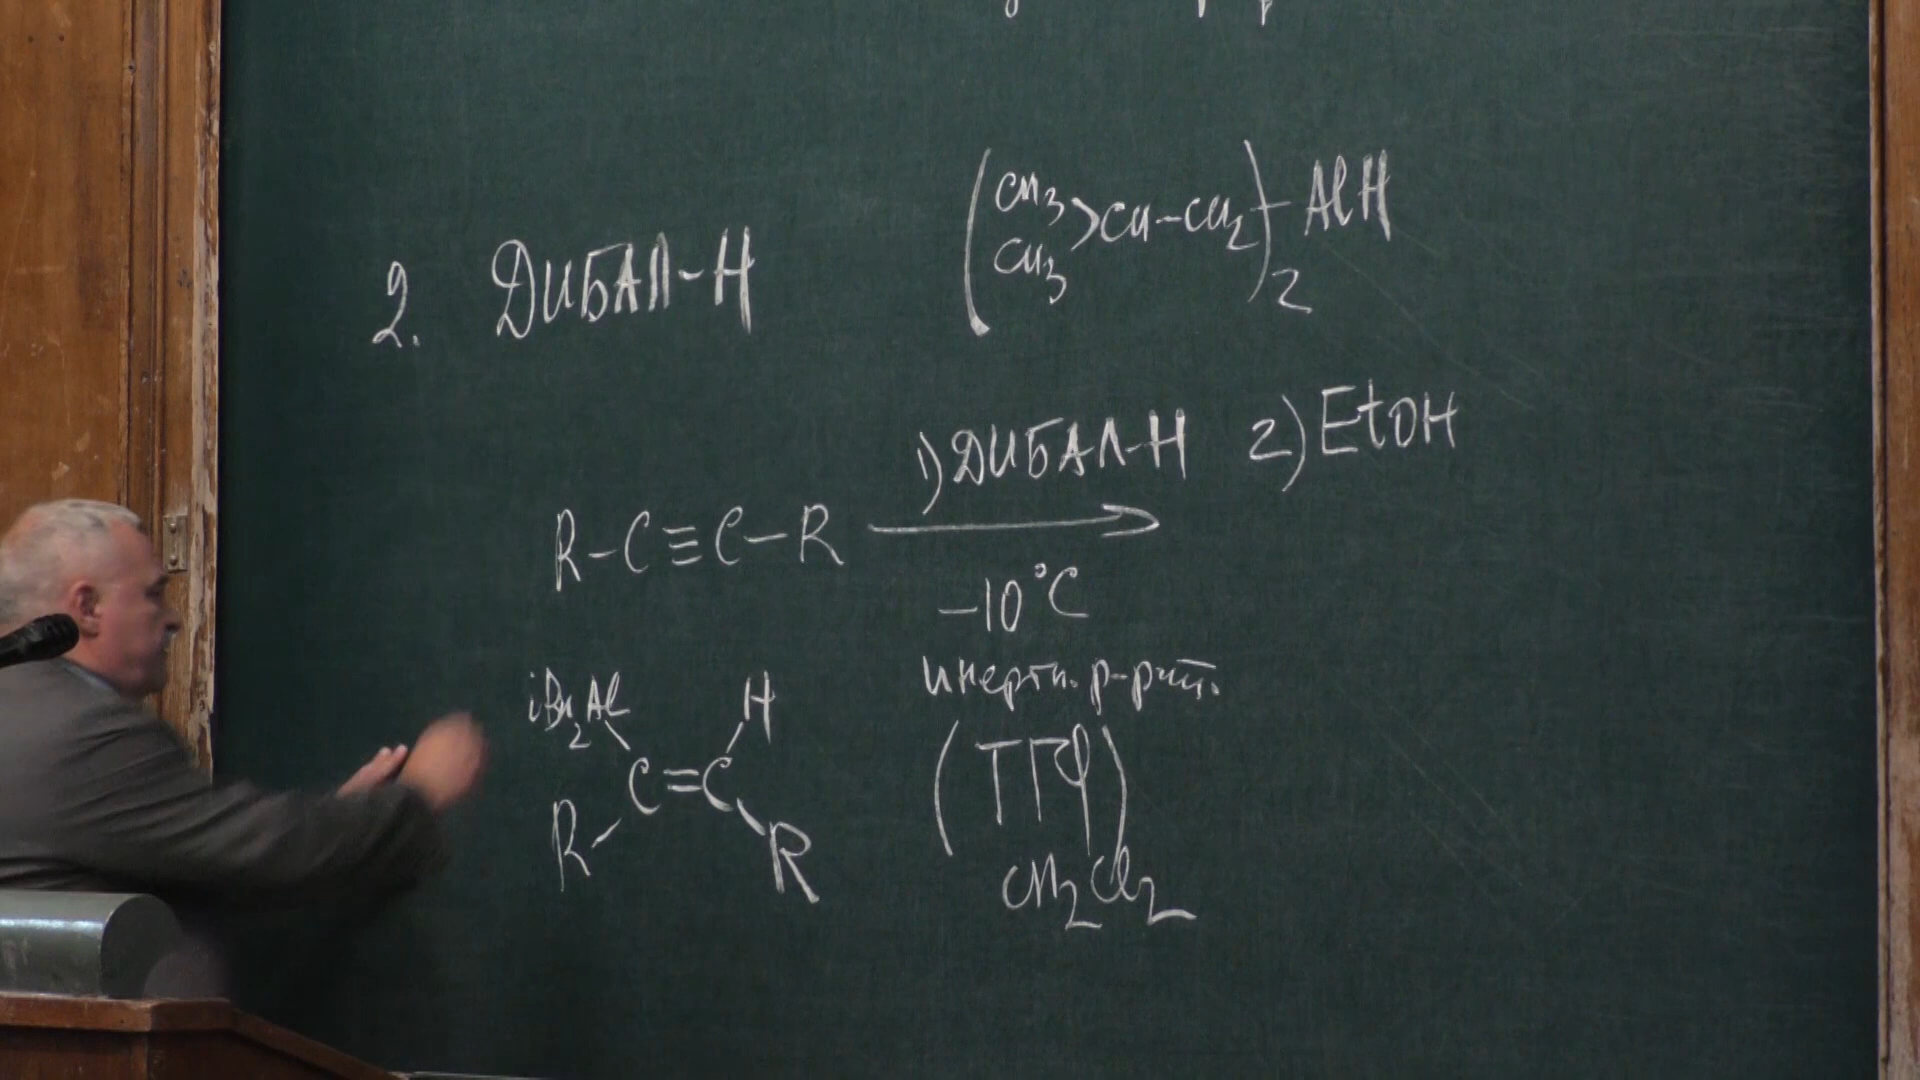 (CH3 CH3 >CH-CH2)2 - AlH
2. ДИБАЛ-Н
1) ДИБАЛ-Н 2) EtOH
R-C≡C-R →
-10°C
инертн. р-рит.
iBu2Al H
(ТГФ)
C=C
R R
CH2Cl2